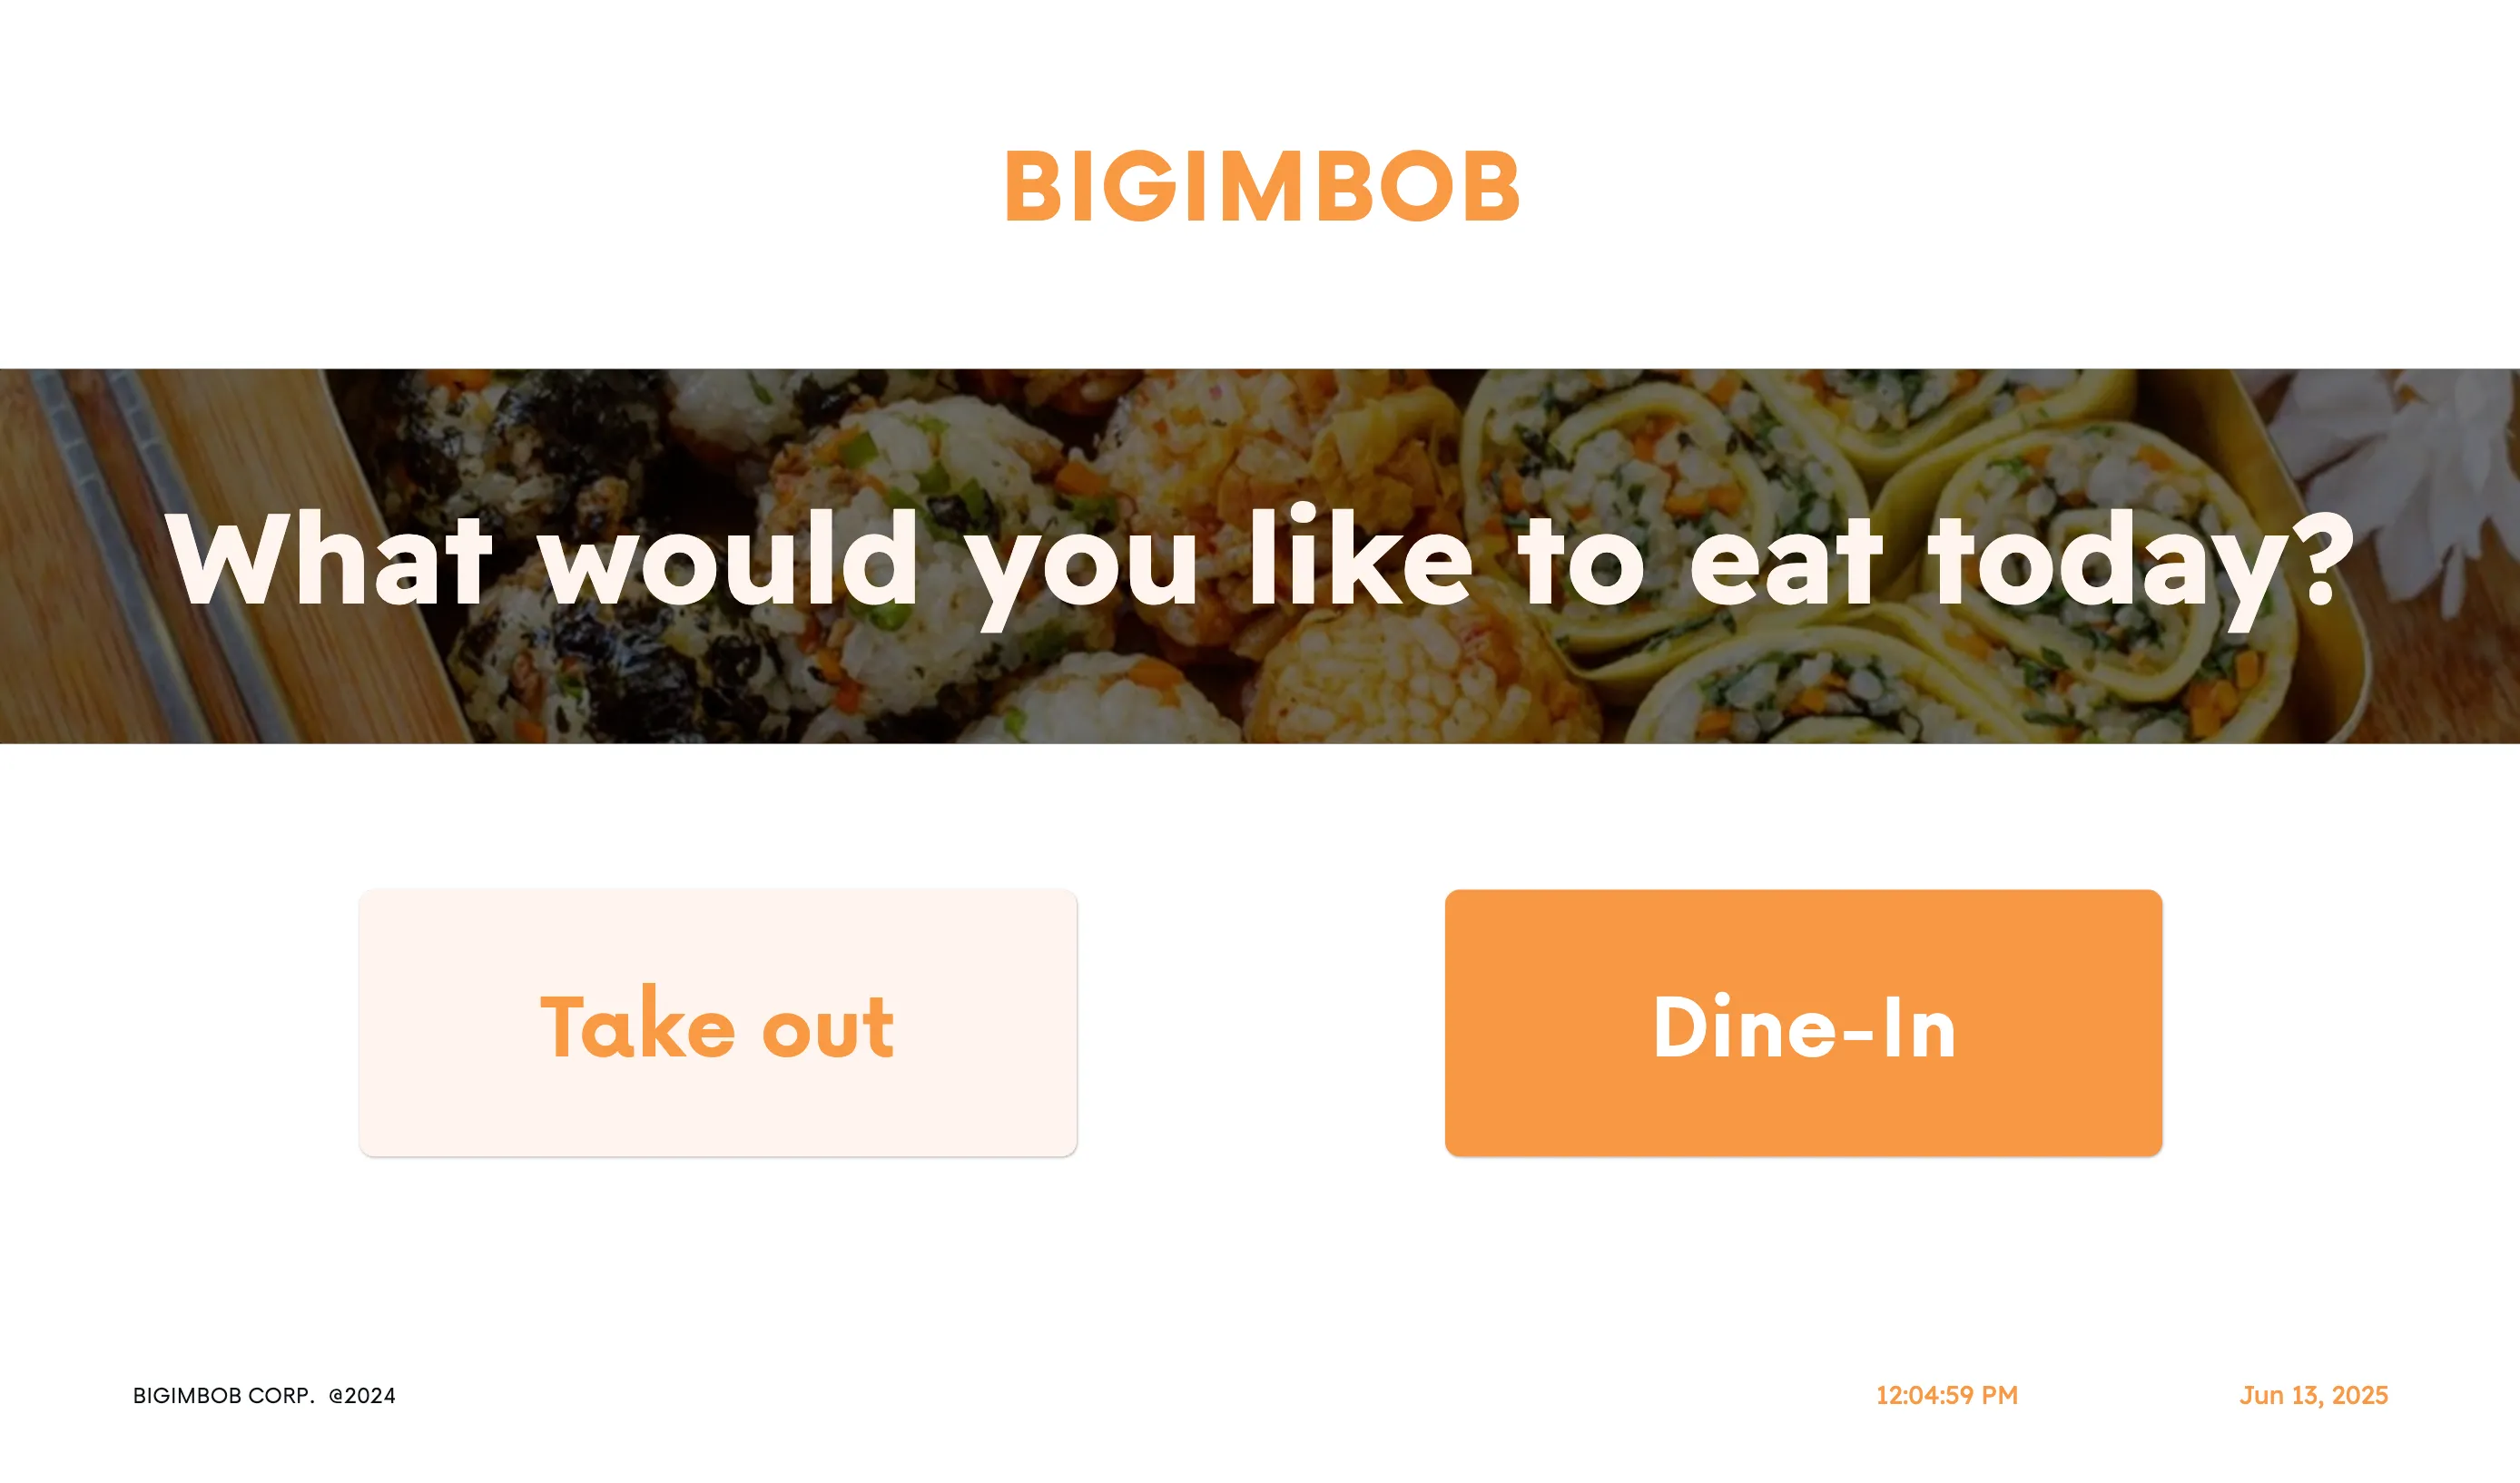 BIGIMBOB
What would you like to eat today?
Take out
Dine-In
BIGIMBOB CORP. @2024
12:04:59 PM
Jun 13, 2025